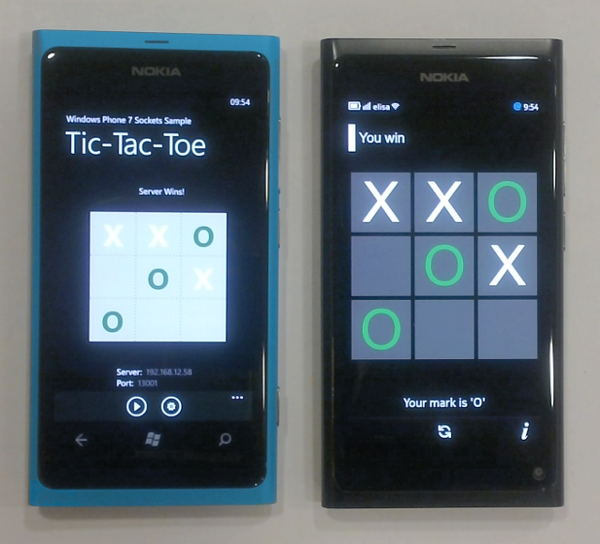 NOKIA
09:54
Windows Phone 7 Sockets Sample
Tic-Tac-Toe
Server Wins!
X X O
O X
O
Server: 192.168.12.58
Port: 13001
NOKIA
elisa 9:54
You win
X X O
O X
O
Your mark is 'O'
i